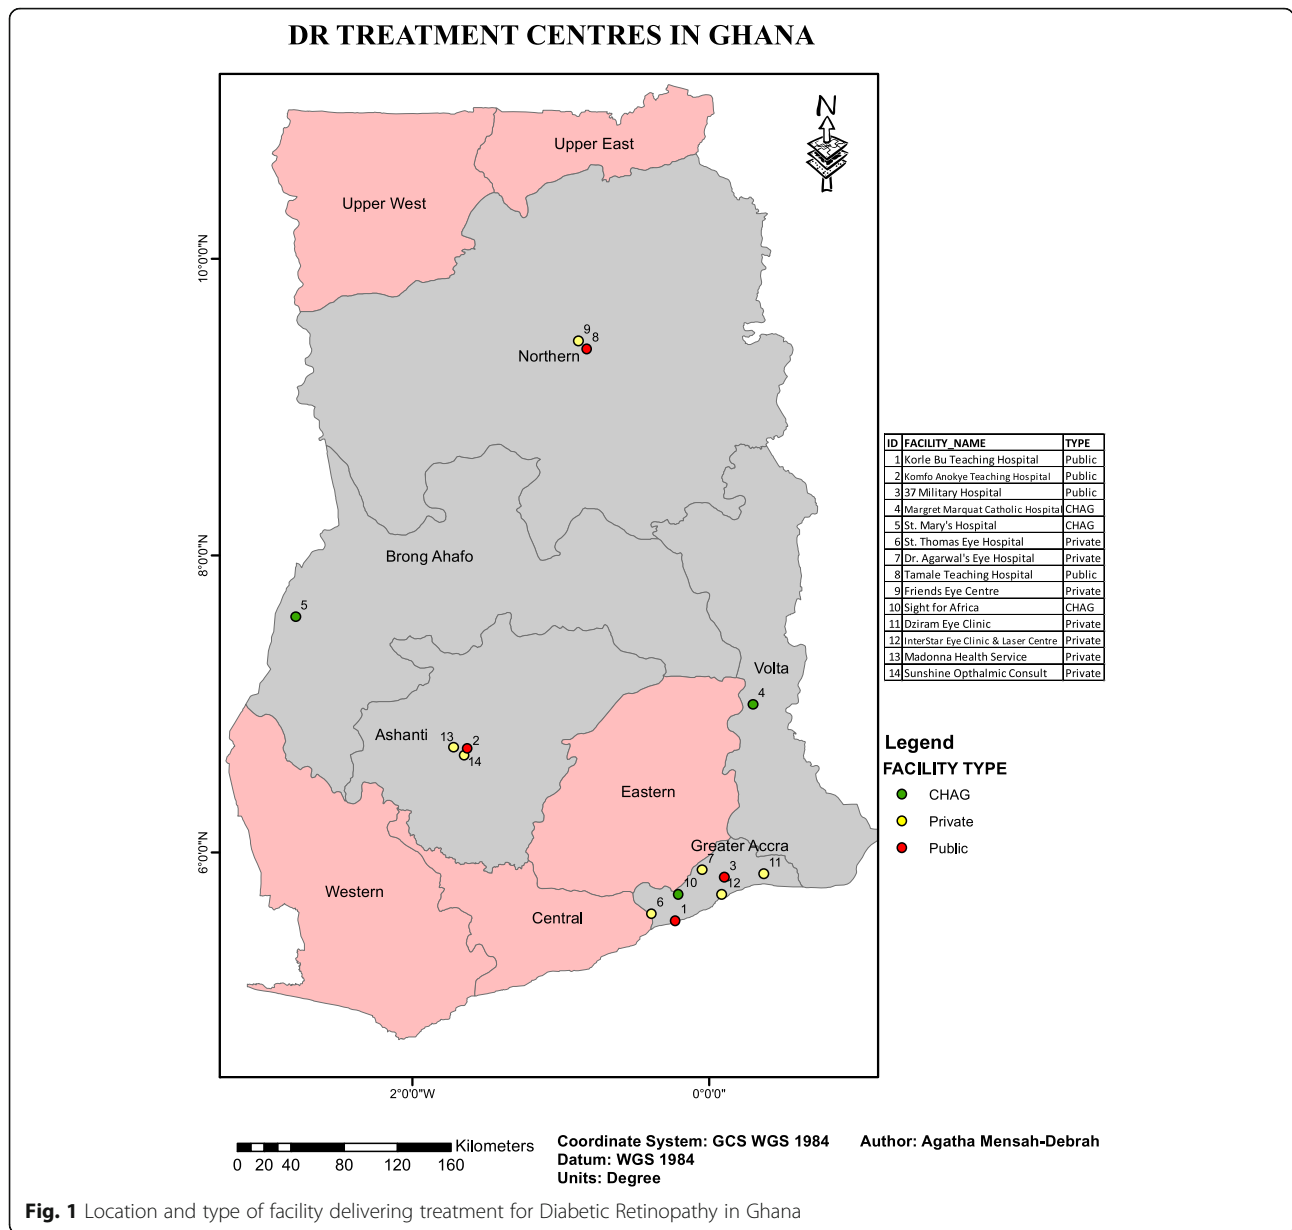 DR TREATMENT CENTRES IN GHANA
N
Upper East
Upper West
10°0'0"N
9
8
Northern
8°0'0"N
Brong Ahafo
5
Volta
4
Ashanti
13
2
14
Eastern
6°0'0"N
Greater Accra
7
3
11
10
12
6
1
Western
Central
2°0'0"W
0°0'0"
ID FACILITY_NAME TYPE
1 Korle Bu Teaching Hospital Public
2 Komfo Anokye Teaching Hospital Public
3 37 Military Hospital Public
4 Margret Marquat Catholic Hospital CHAG
5 St. Mary's Hospital CHAG
6 St. Thomas Eye Hospital Private
7 Dr. Agarwal's Eye Hospital Private
8 Tamale Teaching Hospital Public
9 Friends Eye Centre Private
10 Sight for Africa CHAG
11 Dziram Eye Clinic Private
12 InterStar Eye Clinic & Laser Centre Private
13 Madonna Health Service Private
14 Sunshine Opthalmic Consult Private
Legend
FACILITY TYPE
CHAG
Private
Public
Kilometers
0 20 40 80 120 160
Coordinate System: GCS WGS 1984
Datum: WGS 1984
Units: Degree
Author: Agatha Mensah-Debrah
Fig. 1 Location and type of facility delivering treatment for Diabetic Retinopathy in Ghana